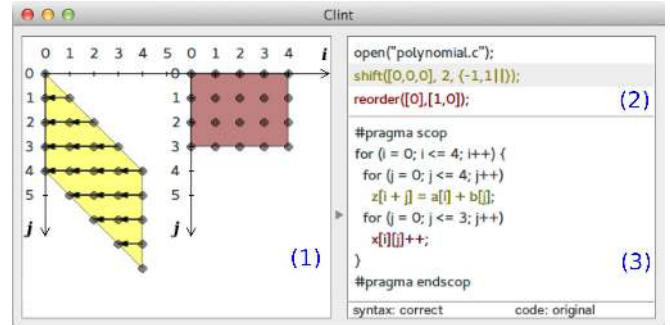 Clint
0 1 2 3 4 5 0 1 2 3 4 i
0 0
1 1
2 2
3 3
4 4
5 5
j j
(1)
open("polynomial.c");
shift([0,0,0], 2, {-1,1||});
reorder([0],[1,0]);
(2)
#pragma scop
for (i = 0; i <= 4; i++) {
for (j = 0; j <= 4; j++)
z[i + j] = a[i] + b[j];
for (j = 0; j <= 3; j++)
x[i][j]++;
}
(3)
#pragma endscop
syntax: correct code: original